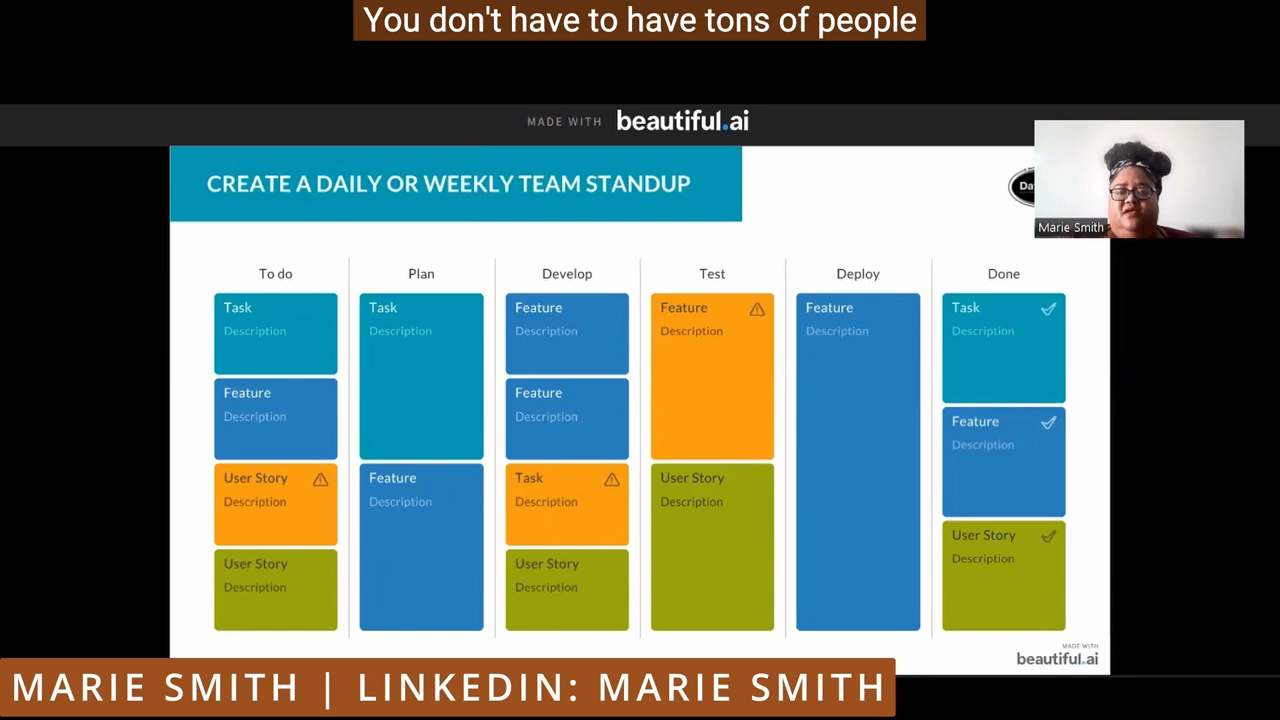 You don't have to have tons of people
MADE WITH beautiful.ai
CREATE A DAILY OR WEEKLY TEAM STANDUP
Marie Smith
To do
Plan
Develop
Test
Deploy
Done
Task
Description
Feature
Description
User Story
Description
User Story
Description
Task
Description
Feature
Description
Feature
Description
Feature
Description
Task
Description
User Story
Description
Feature
Description
User Story
Description
Feature
Description
Task
Description
Feature
Description
User Story
Description
MADE WITH
beautiful.ai
MARIE SMITH | LINKEDIN: MARIE SMITH